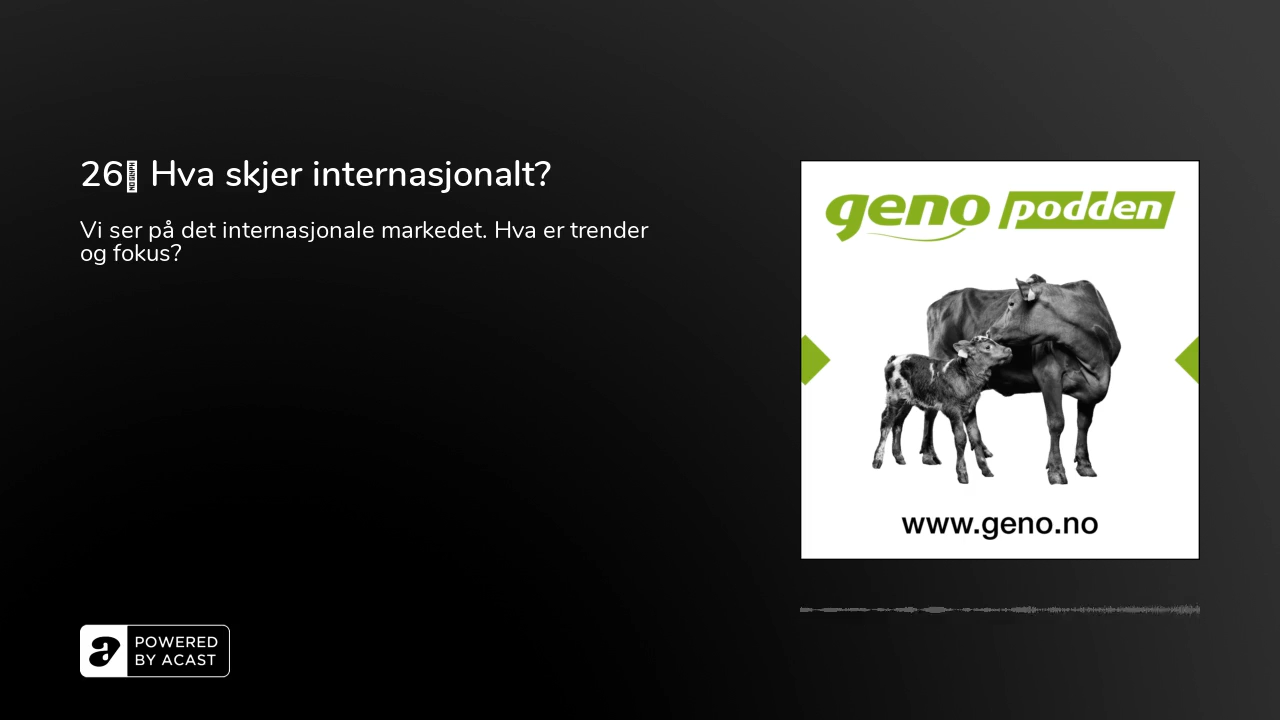 26 Hva skjer internasjonalt?
Vi ser på det internasjonale markedet. Hva er trender
og fokus?
geno podden
www.geno.no
POWERED
BY ACAST